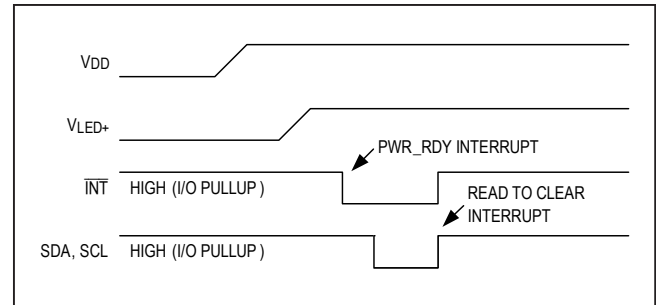 VDD
VLED+
PWR_RDY INTERRUPT
INT HIGH (I/O PULLUP)
READ TO CLEAR
INTERRUPT
SDA, SCL HIGH (I/O PULLUP)